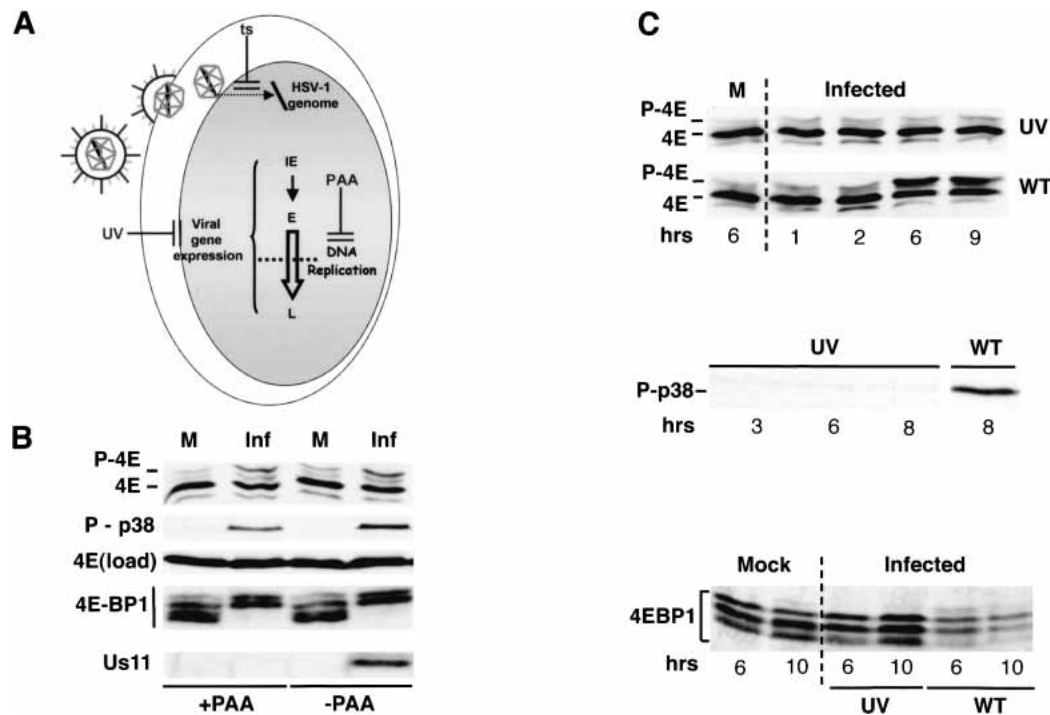 A
ts
HSV-1
genome
IE
PAA
E
UV
Viral
gene
expression
DNA
Replication
L
B
M Inf M Inf
P-4E
4E
P - p38
4E(load)
4E-BP1
Us11
+PAA -PAA
C
M Infected
P-4E
4E
UV
P-4E
4E
WT
hrs 6 1 2 6 9
UV WT
P-p38
hrs 3 6 8 8
Mock Infected
4EBP1
hrs 6 10 6 10 6 10
UV WT